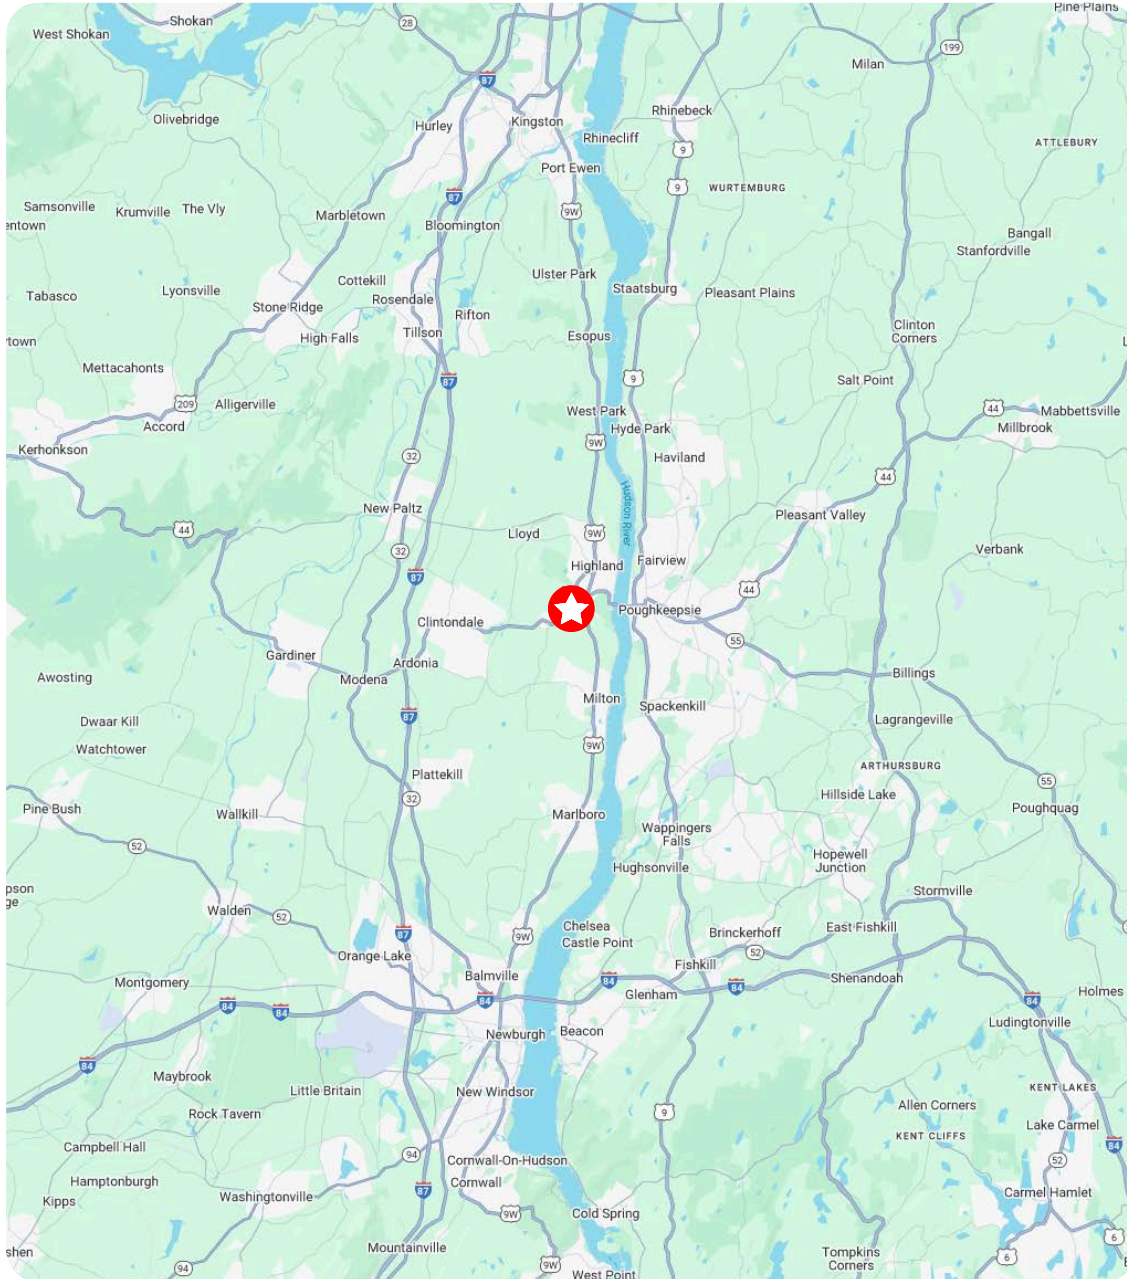 Pine Plains
Shokan
28
West Shokan
199
Milan
87
Olivebridge
Rhinebeck
Hurley
Kingston
Rhinecliff
ATTLEBURY
9
Port Ewen
9
WURTEMBURG
87
Samsonville
Krumville
The Vly
9W
Marbletown
entown
Bloomington
Bangall
Stanfordville
Ulster Park
Cottekill
Staatsburg
Lyonsville
Pleasant Plains
Tabasco
Rosendale
Stone Ridge
Rifton
Clinton
Corners
Tillson
High Falls
Esopus
rtown
Mettacahonts
87
9
Salt Point
209
Alligerville
44
West Park
Mabbettsville
Accord
Hyde Park
Millbrook
9W
Kerhonkson
32
Haviland
44
Hudson River
New Paltz
Pleasant Valley
44
Lloyd
9W
Verbank
32
Fairview
Highland
87
44
Poughkeepsie
Clintondale
55
Gardiner
Ardonia
Billings
Awosting
Modena
Milton
Spackenkill
87
Dwaar Kill
Lagrangeville
9W
Watchtower
ARTHURSBURG
Plattekill
55
Hillside Lake
32
Pine Bush
Poughquag
Wallkill
Marlboro
Wappingers
Falls
52
Hopewell
Junction
Hughsonville
pson
ge
Stormville
Walden
52
Chelsea
East Fishkill
87
9W
Brinckerhoff
Castle Point
52
Orange Lake
Fishkill
Balmville
Shenandoah
Montgomery
84
84
Glenham
Holmes
84
84
84
84
Ludingtonville
Newburgh
Beacon
84
Maybrook
Little Britain
New Windsor
KENT LAKES
Allen Corners
Rock Tavern
9
Lake Carmel
KENT CLIFFS
Campbell Hall
84
94
Cornwall-On-Hudson
52
Hamptonburgh
Cornwall
87
Carmel Hamlet
Washingtonville
Kipps
9W
Cold Spring
6
Mountainville
shen
6
Tompkins
Corners
9W
94
West Point